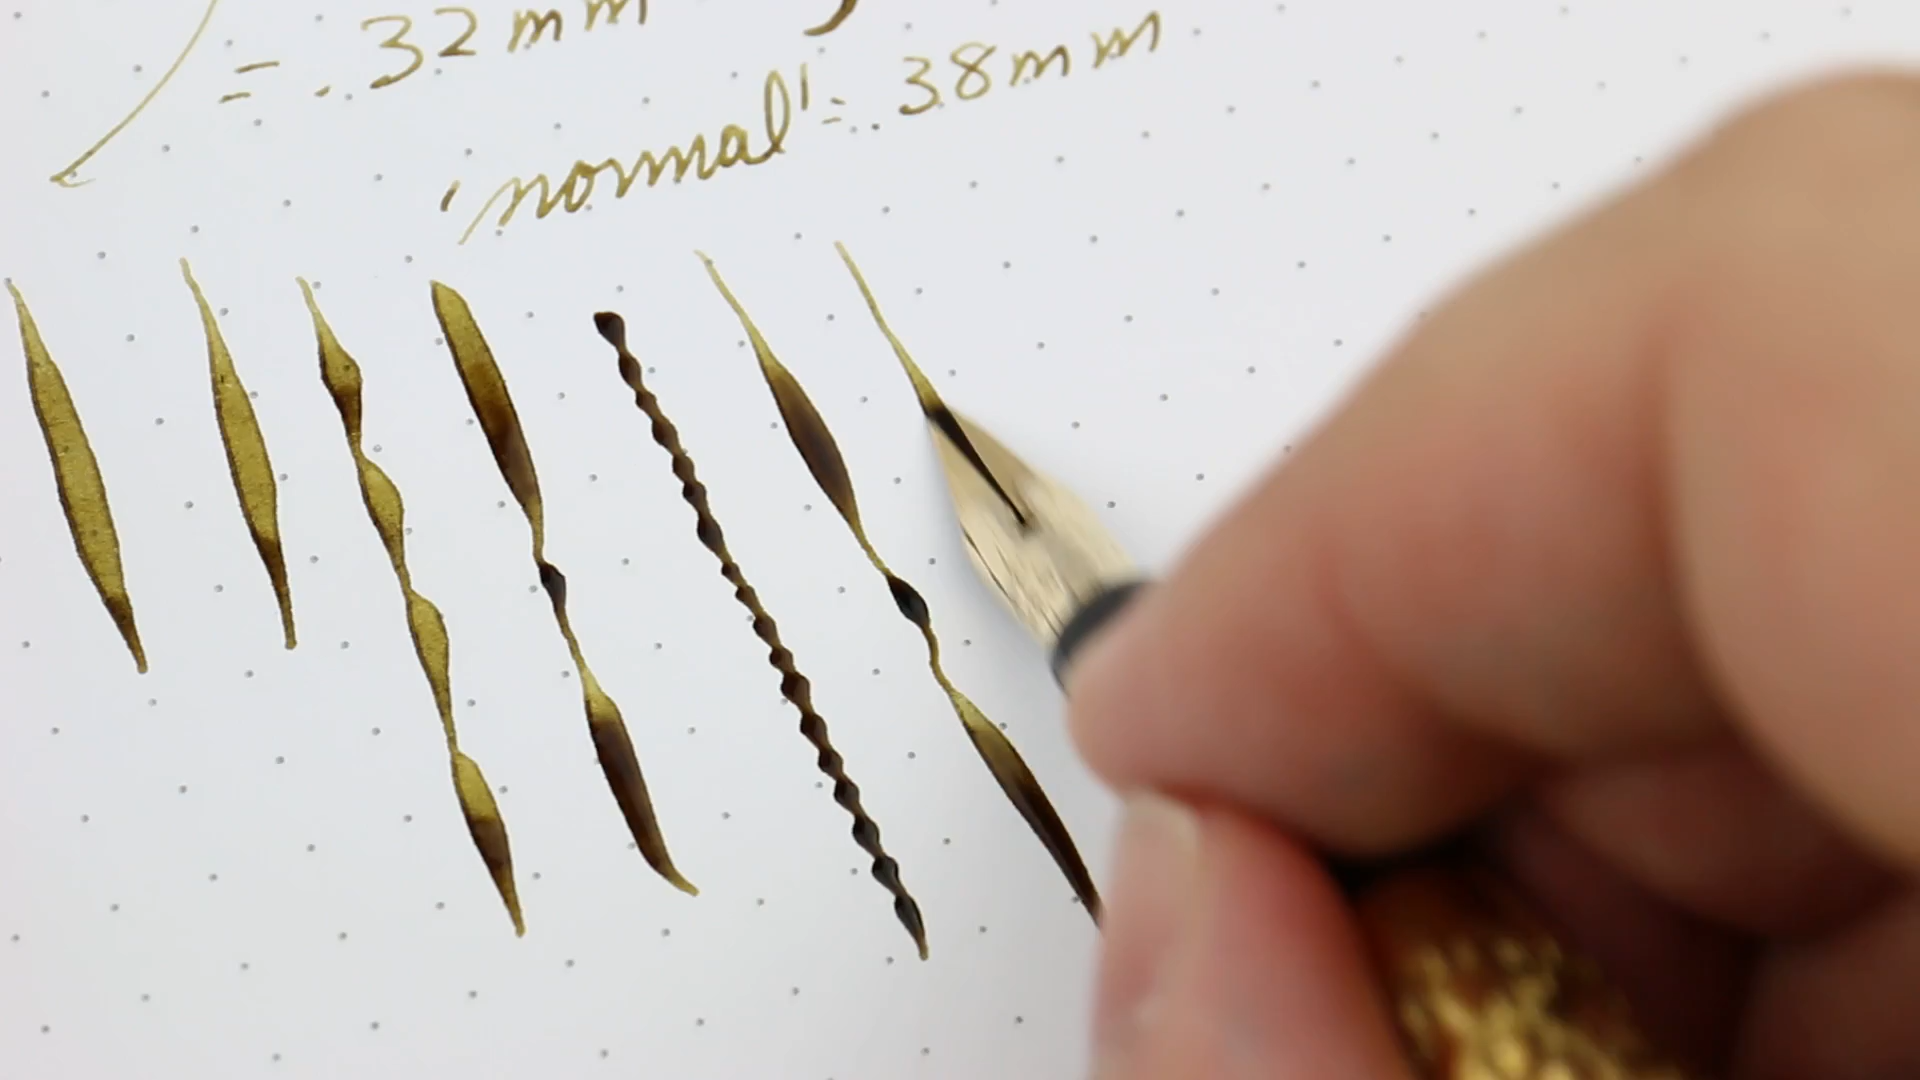 = .32mm
'normal' = .38mm